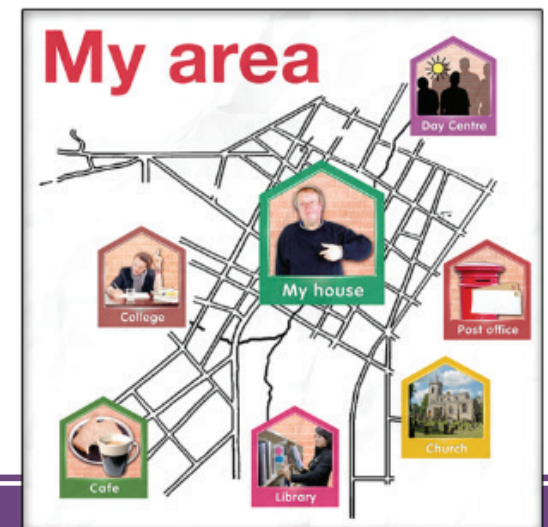 My area
Day Centre
My house
College
Post office
Church
Cafe
Library